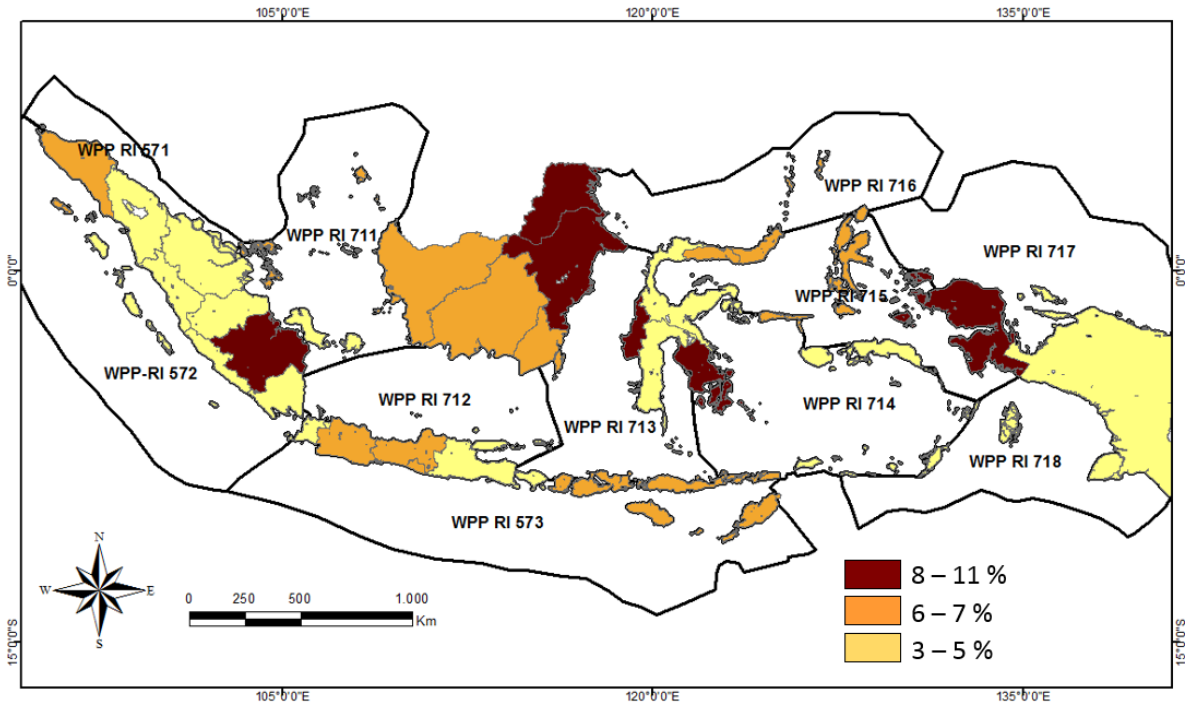 105°0'0"E 120°0'0"E 135°0'0"E
WPP RI 571
WPP RI 716
WPP RI 711
WPP RI 717
0°0'0" 0°0'0"
WPP RI 715
WPP-RI 572
WPP RI 712
WPP RI 714
WPP RI 713
WPP RI 718
WPP RI 573
N
W E
S
0 250 500 1.000
Km
8 – 11 %
6 – 7 %
3 – 5 %
15°0'0"S 15°0'0"S
105°0'0"E 120°0'0"E 135°0'0"E